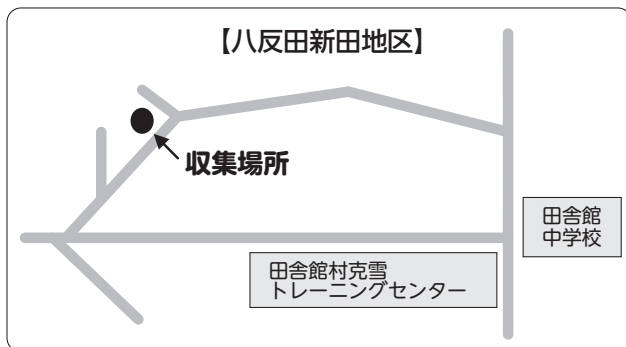 【八反田新田地区】
収集場所
田舎館
中学校
田舎館村克雪
トレーニングセンター